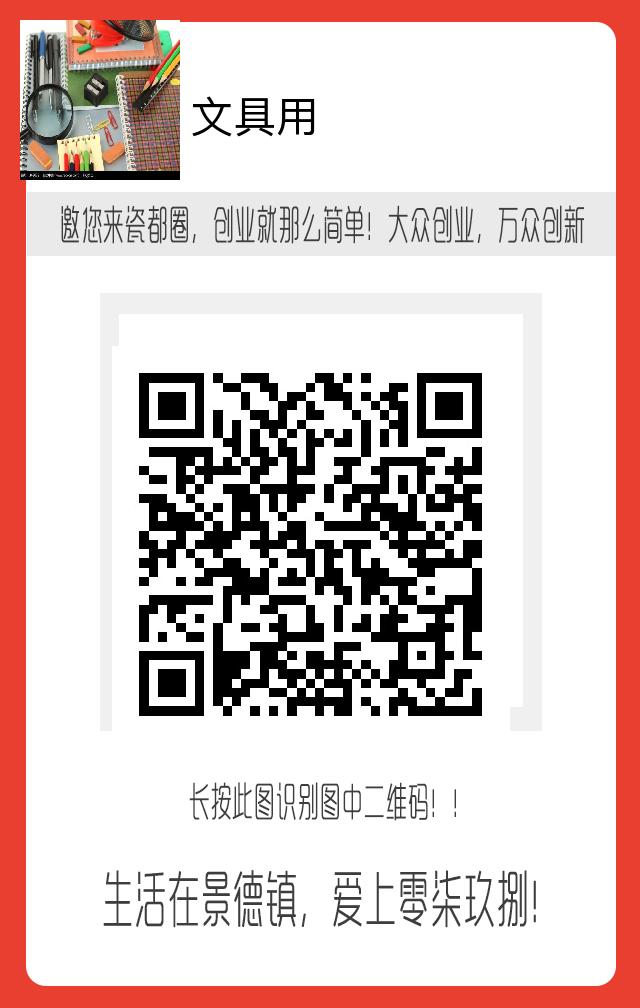 文具用
邀您来瓷都圈，创业就那么简单！大众创业，万众创新
长按此图识别图中二维码！！
生活在景德镇，爱上零柒玖捌！